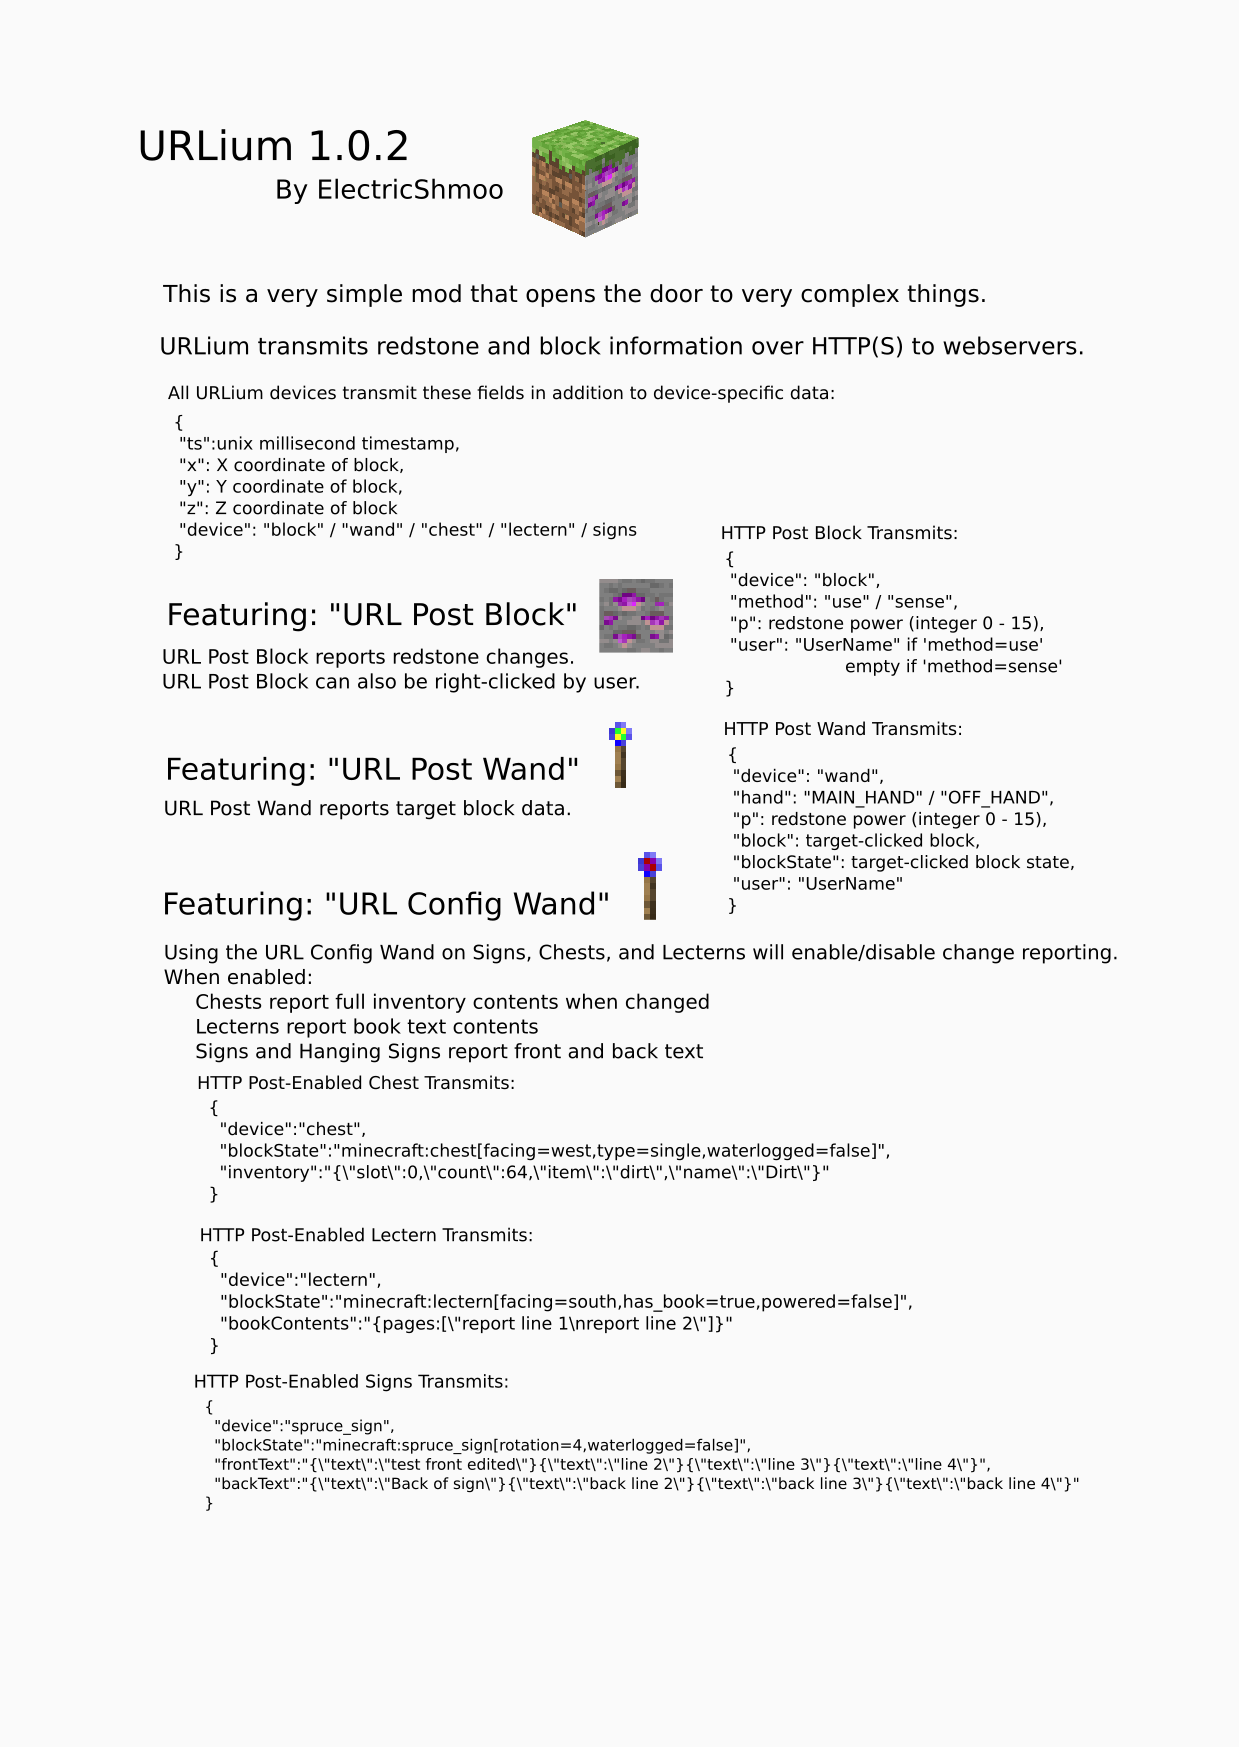 URLium 1.0.2
By ElectricShmoo
This is a very simple mod that opens the door to very complex things.
URLium transmits redstone and block information over HTTP(S) to webservers.
All URLium devices transmit these fields in addition to device-specific data:
{
"ts":unix millisecond timestamp,
"x": X coordinate of block,
"y": Y coordinate of block,
"z": Z coordinate of block
"device": "block" / "wand" / "chest" / "lectern" / signs
}
Featuring: "URL Post Block"
URL Post Block reports redstone changes.
URL Post Block can also be right-clicked by user.
HTTP Post Block Transmits:
{
"device": "block",
"method": "use" / "sense",
"p": redstone power (integer 0 - 15),
"user": "UserName" if 'method=use'
empty if 'method=sense'
}
Featuring: "URL Post Wand"
URL Post Wand reports target block data.
HTTP Post Wand Transmits:
{
"device": "wand",
"hand": "MAIN_HAND" / "OFF_HAND",
"p": redstone power (integer 0 - 15),
"block": target-clicked block,
"blockState": target-clicked block state,
"user": "UserName"
}
Featuring: "URL Config Wand"
Using the URL Config Wand on Signs, Chests, and Lecterns will enable/disable change reporting.
When enabled:
Chests report full inventory contents when changed
Lecterns report book text contents
Signs and Hanging Signs report front and back text
HTTP Post-Enabled Chest Transmits:
{
"device":"chest",
"blockState":"minecraft:chest[facing=west,type=single,waterlogged=false]",
"inventory":"{\"slot\":0,\"count\":64,\"item\":\"dirt\",\"name\":\"Dirt\"}"
}
HTTP Post-Enabled Lectern Transmits:
{
"device":"lectern",
"blockState":"minecraft:lectern[facing=south,has_book=true,powered=false]",
"bookContents":"{pages:[\"report line 1\nreport line 2\"]}"
}
HTTP Post-Enabled Signs Transmits:
{
"device":"spruce_sign",
"blockState":"minecraft:spruce_sign[rotation=4,waterlogged=false]",
"frontText":"{\"text\":\"test front edited\"}{\"text\":\"line 2\"}{\"text\":\"line 3\"}{\"text\":\"line 4\"}",
"backText":"{\"text\":\"Back of sign\"}{\"text\":\"back line 2\"}{\"text\":\"back line 3\"}{\"text\":\"back line 4\"}"
}